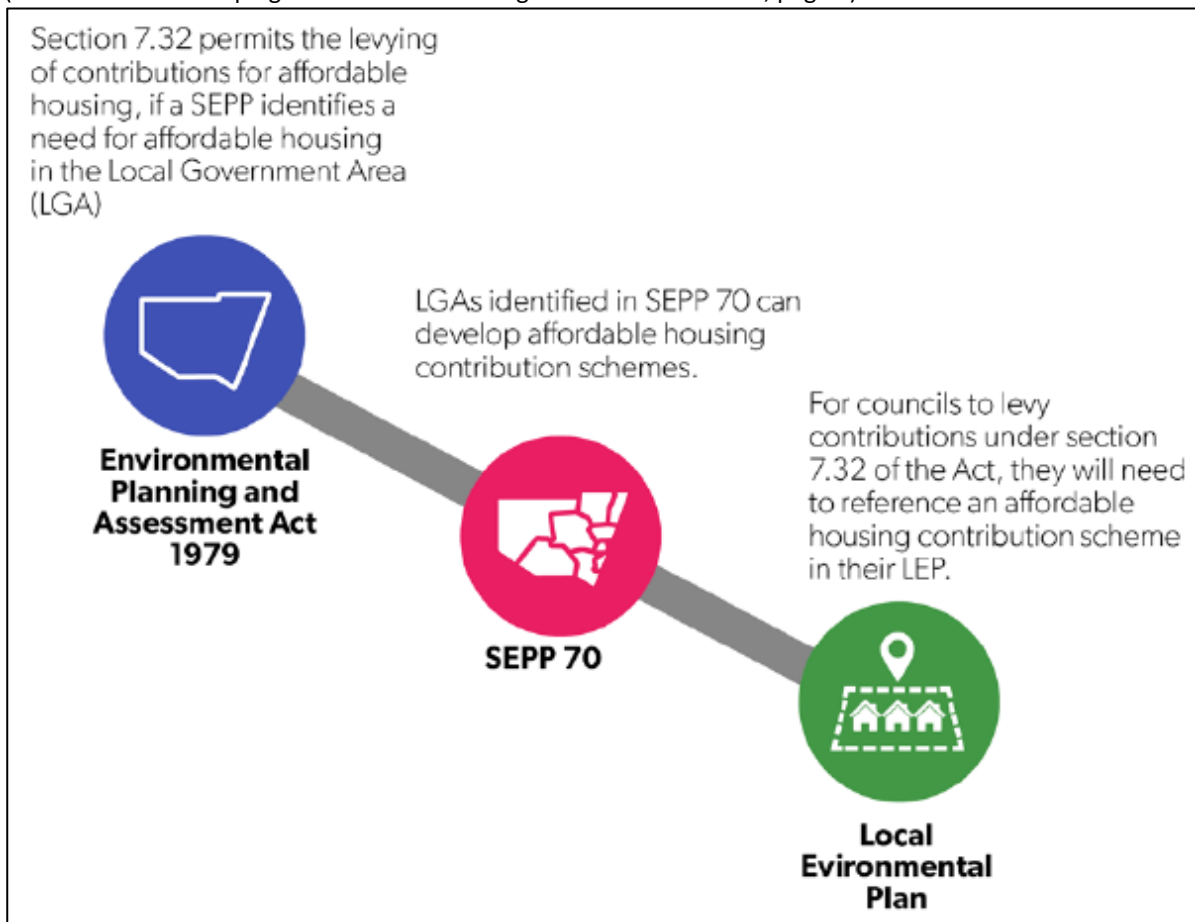 Section 7.32 permits the levying
of contributions for affordable
housing, if a SEPP identifies a
need for affordable housing
in the Local Government Area
(LGA)
Environmental
Planning and
Assessment Act
1979
LGAs identified in SEPP 70 can
develop affordable housing
contribution schemes.
SEPP 70
For councils to levy
contributions under section
7.32 of the Act, they will need
to reference an affordable
housing contribution scheme
in their LEP.
Local
Evironmental
Plan